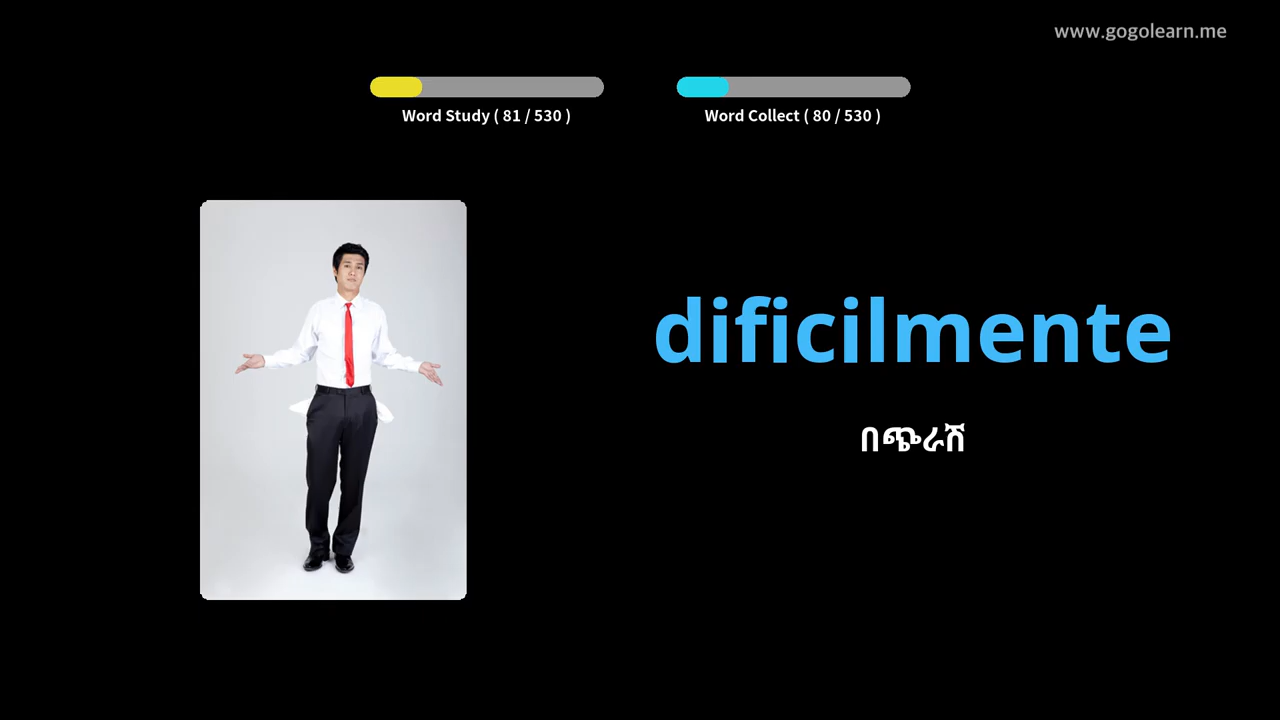 www.gogolearn.me
Word Study ( 81 / 530 )
Word Collect ( 80 / 530 )
dificilmente
በጭራሽ